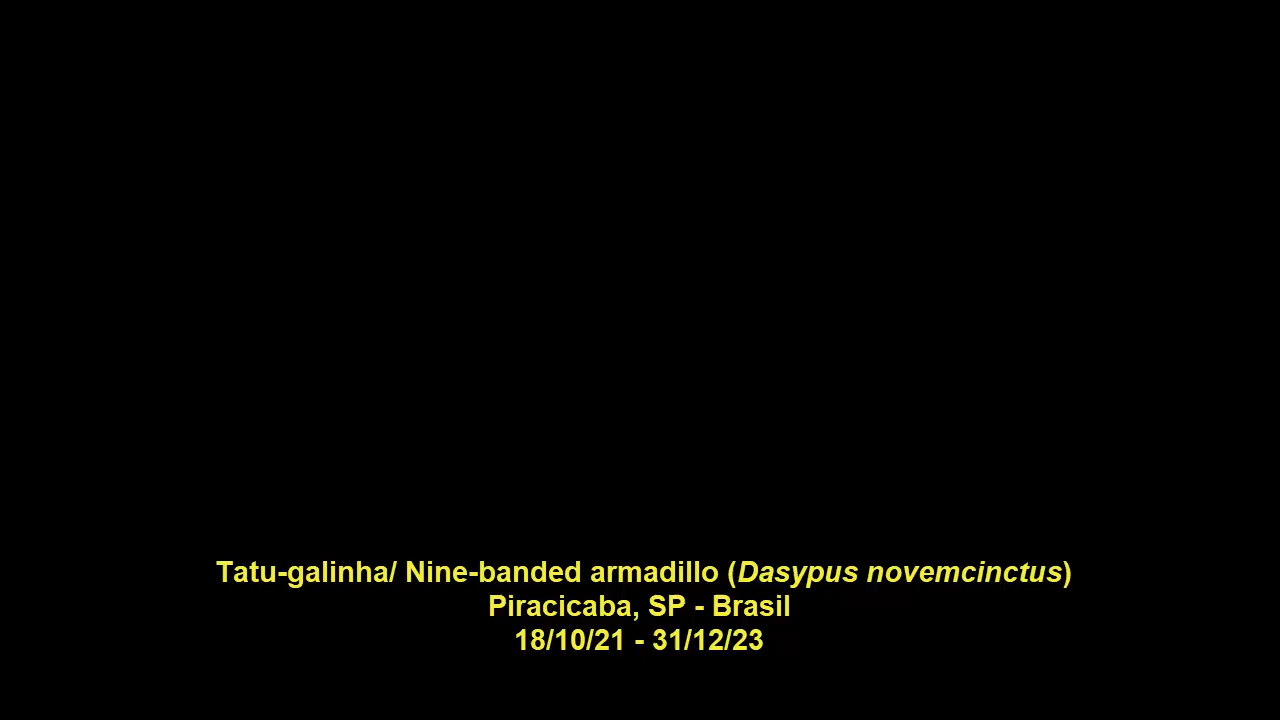 Tatu-galinha/ Nine-banded armadillo (Dasypus novemcinctus)
Piracicaba, SP - Brasil
18/10/21 - 31/12/23